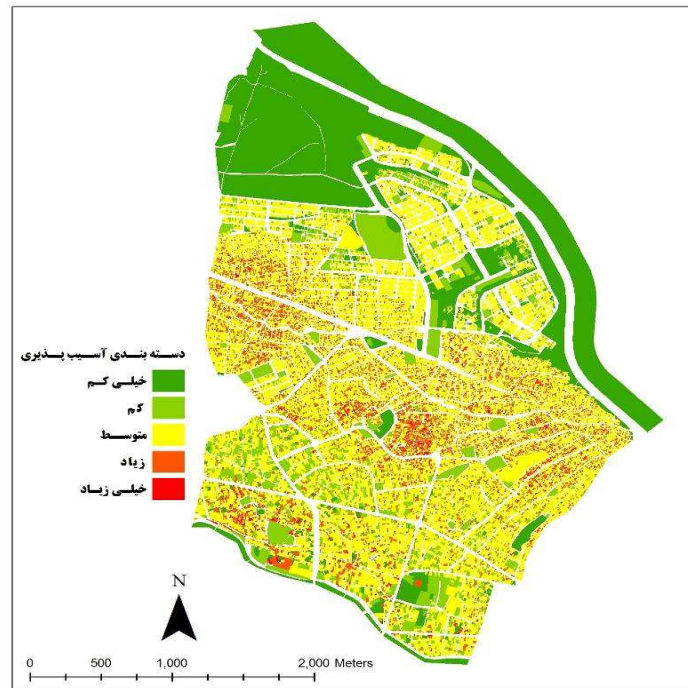 دسته بندی آسیب پذیری
خیلی کم
کم
متوسط
زیاد
خیلی زیاد
N
0 500 1,000 2,000 Meters